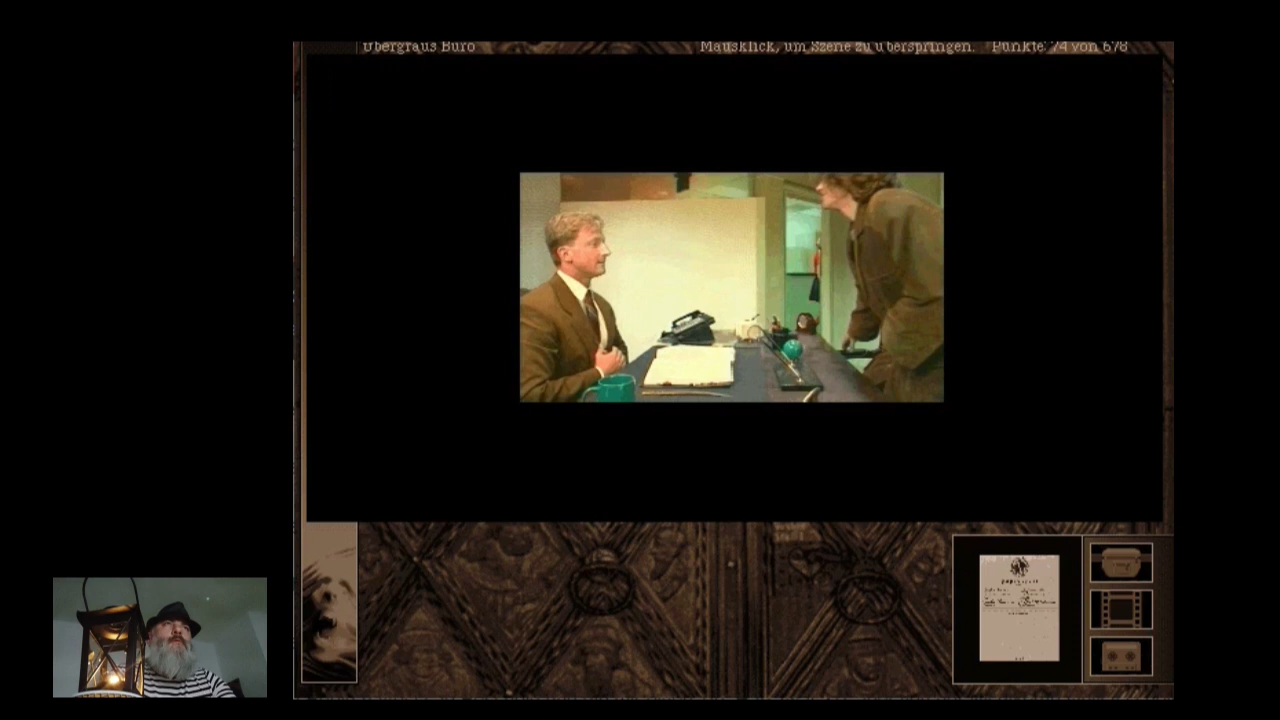 Übergraus Büro
Mausklick, um Szene zu überspringen.
Punkte: 74 von 678